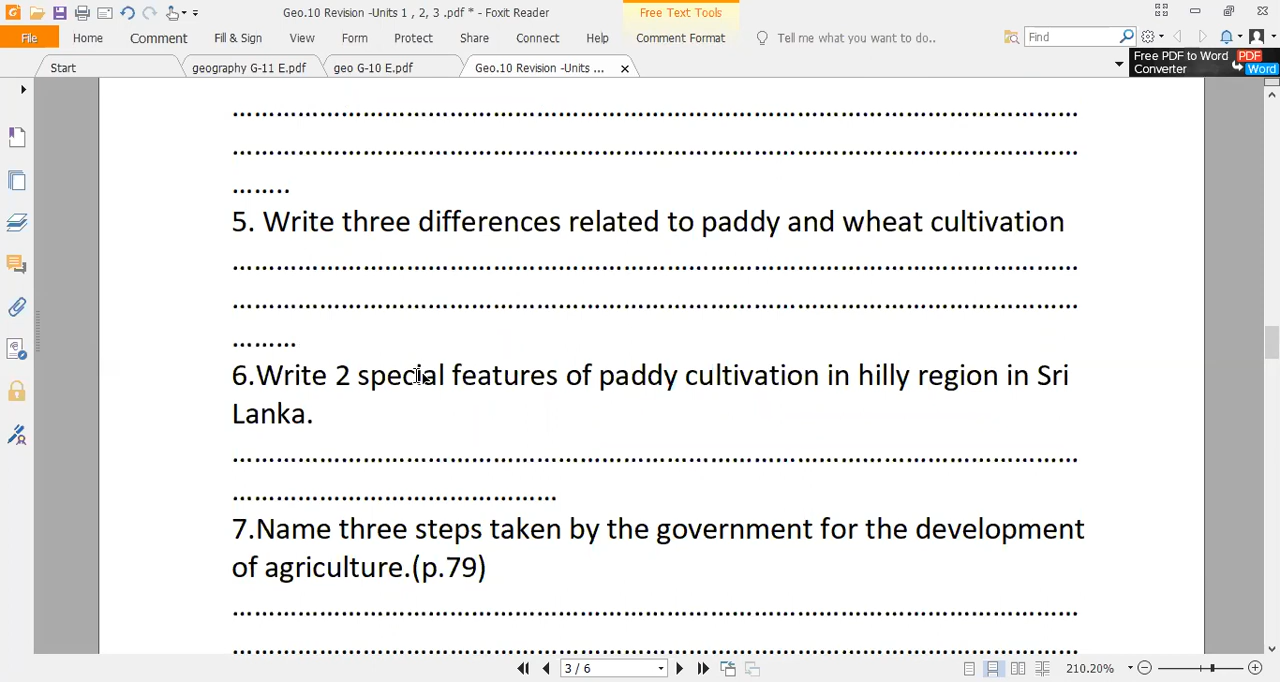 Geo.10 Revision -Units 1 , 2, 3 .pdf * - Foxit Reader
Free Text Tools
File Home Comment Fill & Sign View Form Protect Share Connect Help Comment Format Tell me what you want to do.. Find
Start geography G-11 E.pdf geo G-10 E.pdf Geo.10 Revision -Units ... Free PDF to Word Converter PDF Word
…………………………………………………………………………………………………………
…………………………………………………………………………………………………………
……..
5. Write three differences related to paddy and wheat cultivation
…………………………………………………………………………………………………………
…………………………………………………………………………………………………………
………
6.Write 2 special features of paddy cultivation in hilly region in Sri
Lanka.
…………………………………………………………………………………………………………
………………………………………
7.Name three steps taken by the government for the development
of agriculture.(p.79)
…………………………………………………………………………………………………………
…………………………………………………………………………………………………………
3 / 6 210.20%